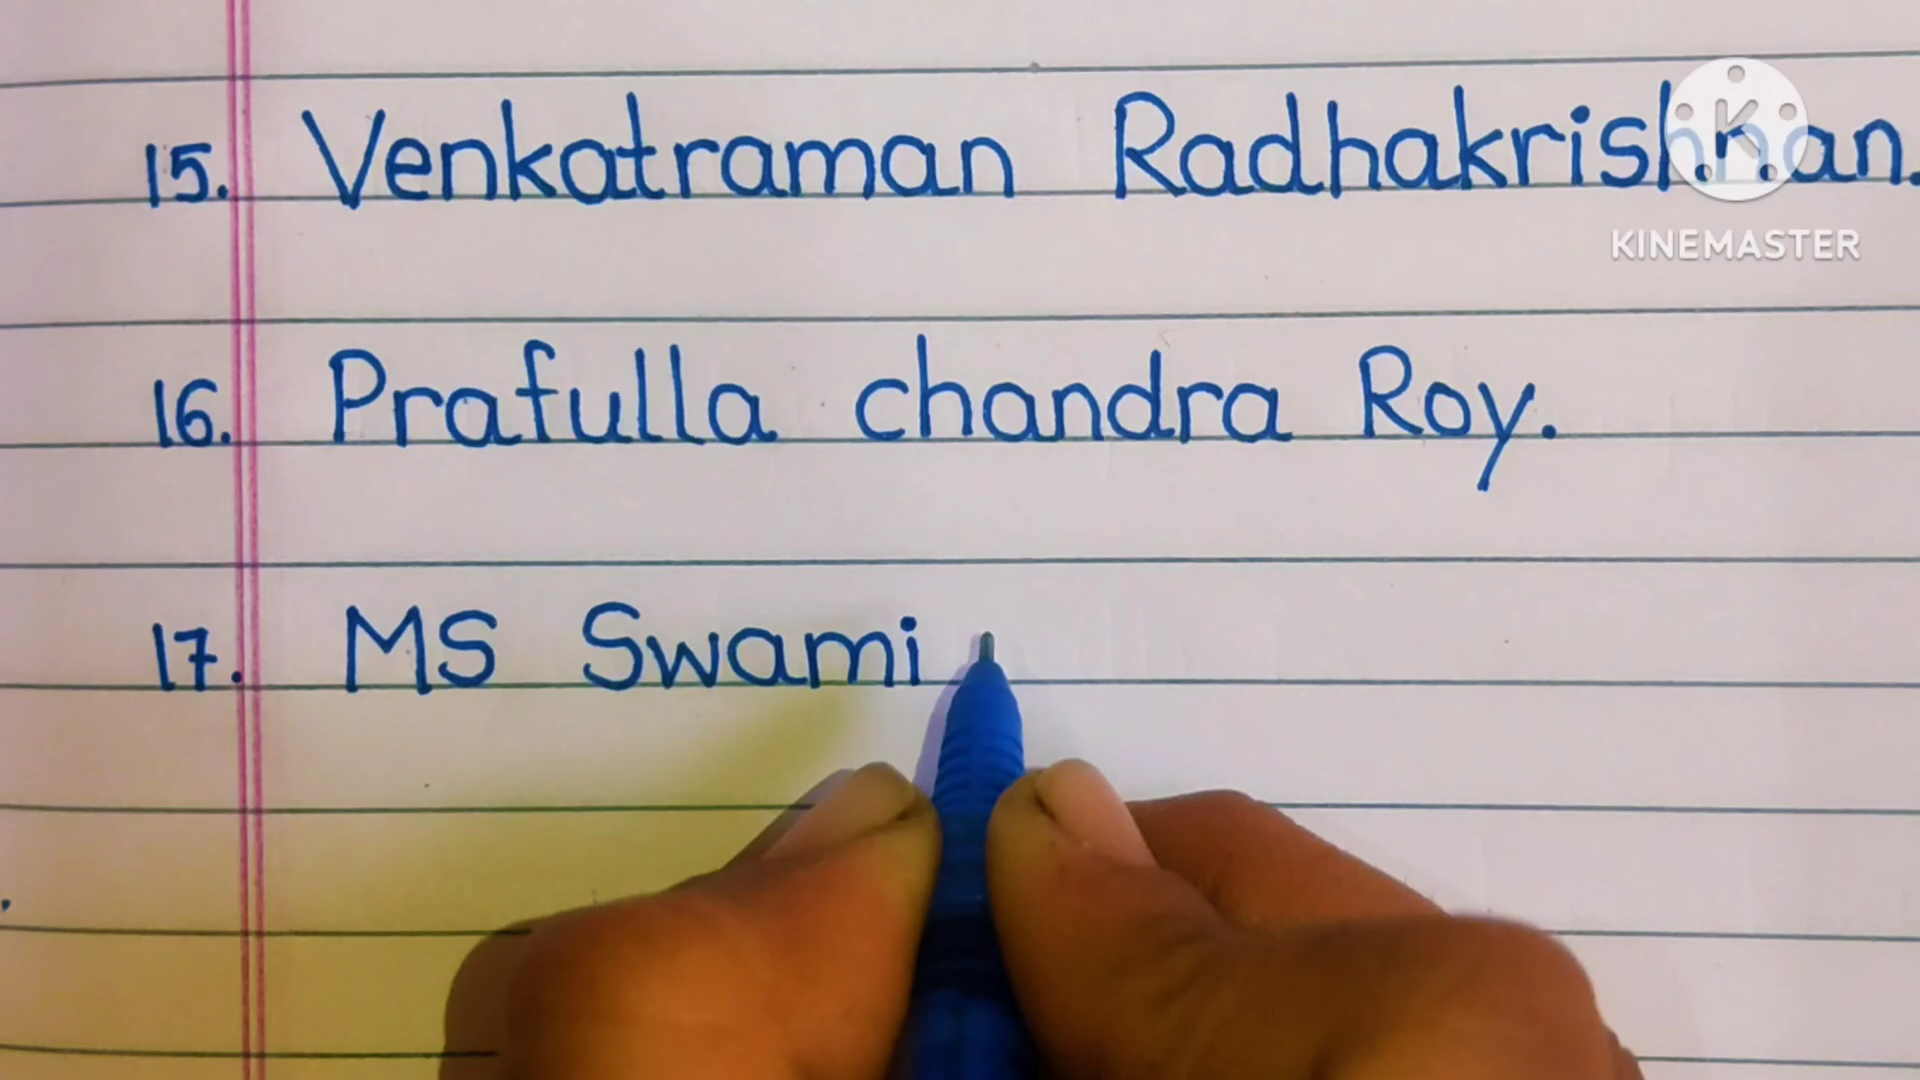 15. Venkatraman Radhakrishnan.
KINEMASTER
16. Prafulla chandra Roy.
17. MS Swami